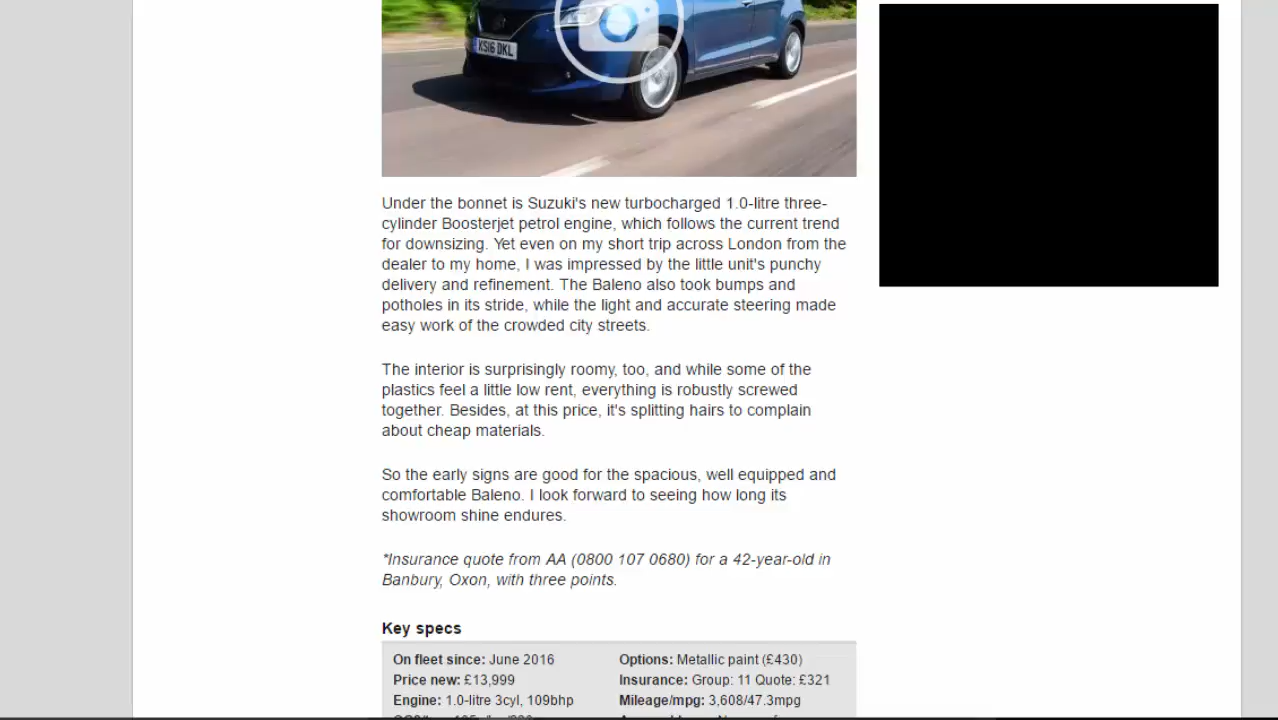 KS16 DKL
Under the bonnet is Suzuki's new turbocharged 1.0-litre three-
cylinder Boosterjet petrol engine, which follows the current trend
for downsizing. Yet even on my short trip across London from the
dealer to my home, I was impressed by the little unit's punchy
delivery and refinement. The Baleno also took bumps and
potholes in its stride, while the light and accurate steering made
easy work of the crowded city streets.
The interior is surprisingly roomy, too, and while some of the
plastics feel a little low rent, everything is robustly screwed
together. Besides, at this price, it's splitting hairs to complain
about cheap materials.
So the early signs are good for the spacious, well equipped and
comfortable Baleno. I look forward to seeing how long its
showroom shine endures.
*Insurance quote from AA (0800 107 0680) for a 42-year-old in
Banbury, Oxon, with three points.
Key specs
On fleet since: June 2016
Price new: £13,999
Engine: 1.0-litre 3cyl, 109bhp
Options: Metallic paint (£430)
Insurance: Group: 11 Quote: £321
Mileage/mpg: 3,608/47.3mpg